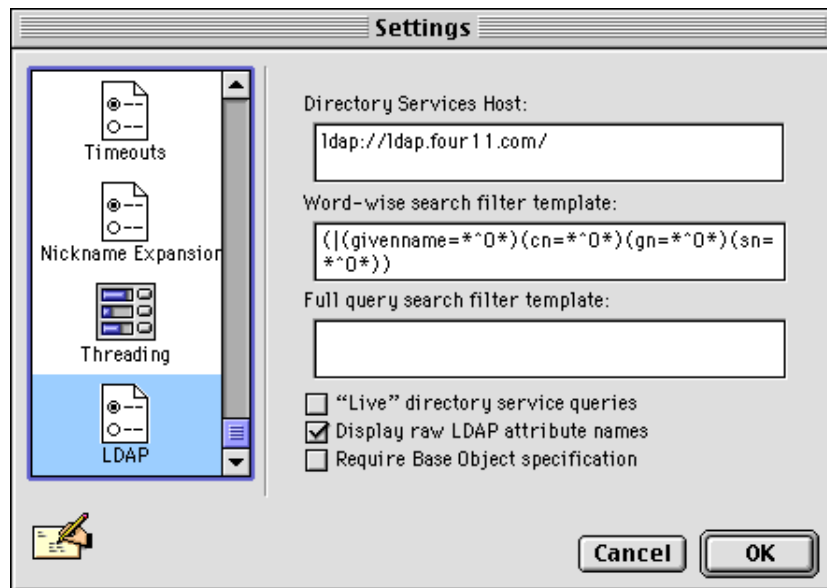 Settings
Timeouts
Nickname Expansion
Threading
LDAP
Directory Services Host:
ldap://ldap.four11.com/
Word-wise search filter template:
(|(givenname=*^0*)(cn=*^0*)(gn=*^0*)(sn=
*^0*))
Full query search filter template:
“Live” directory service queries
Display raw LDAP attribute names
Require Base Object specification
Cancel
OK